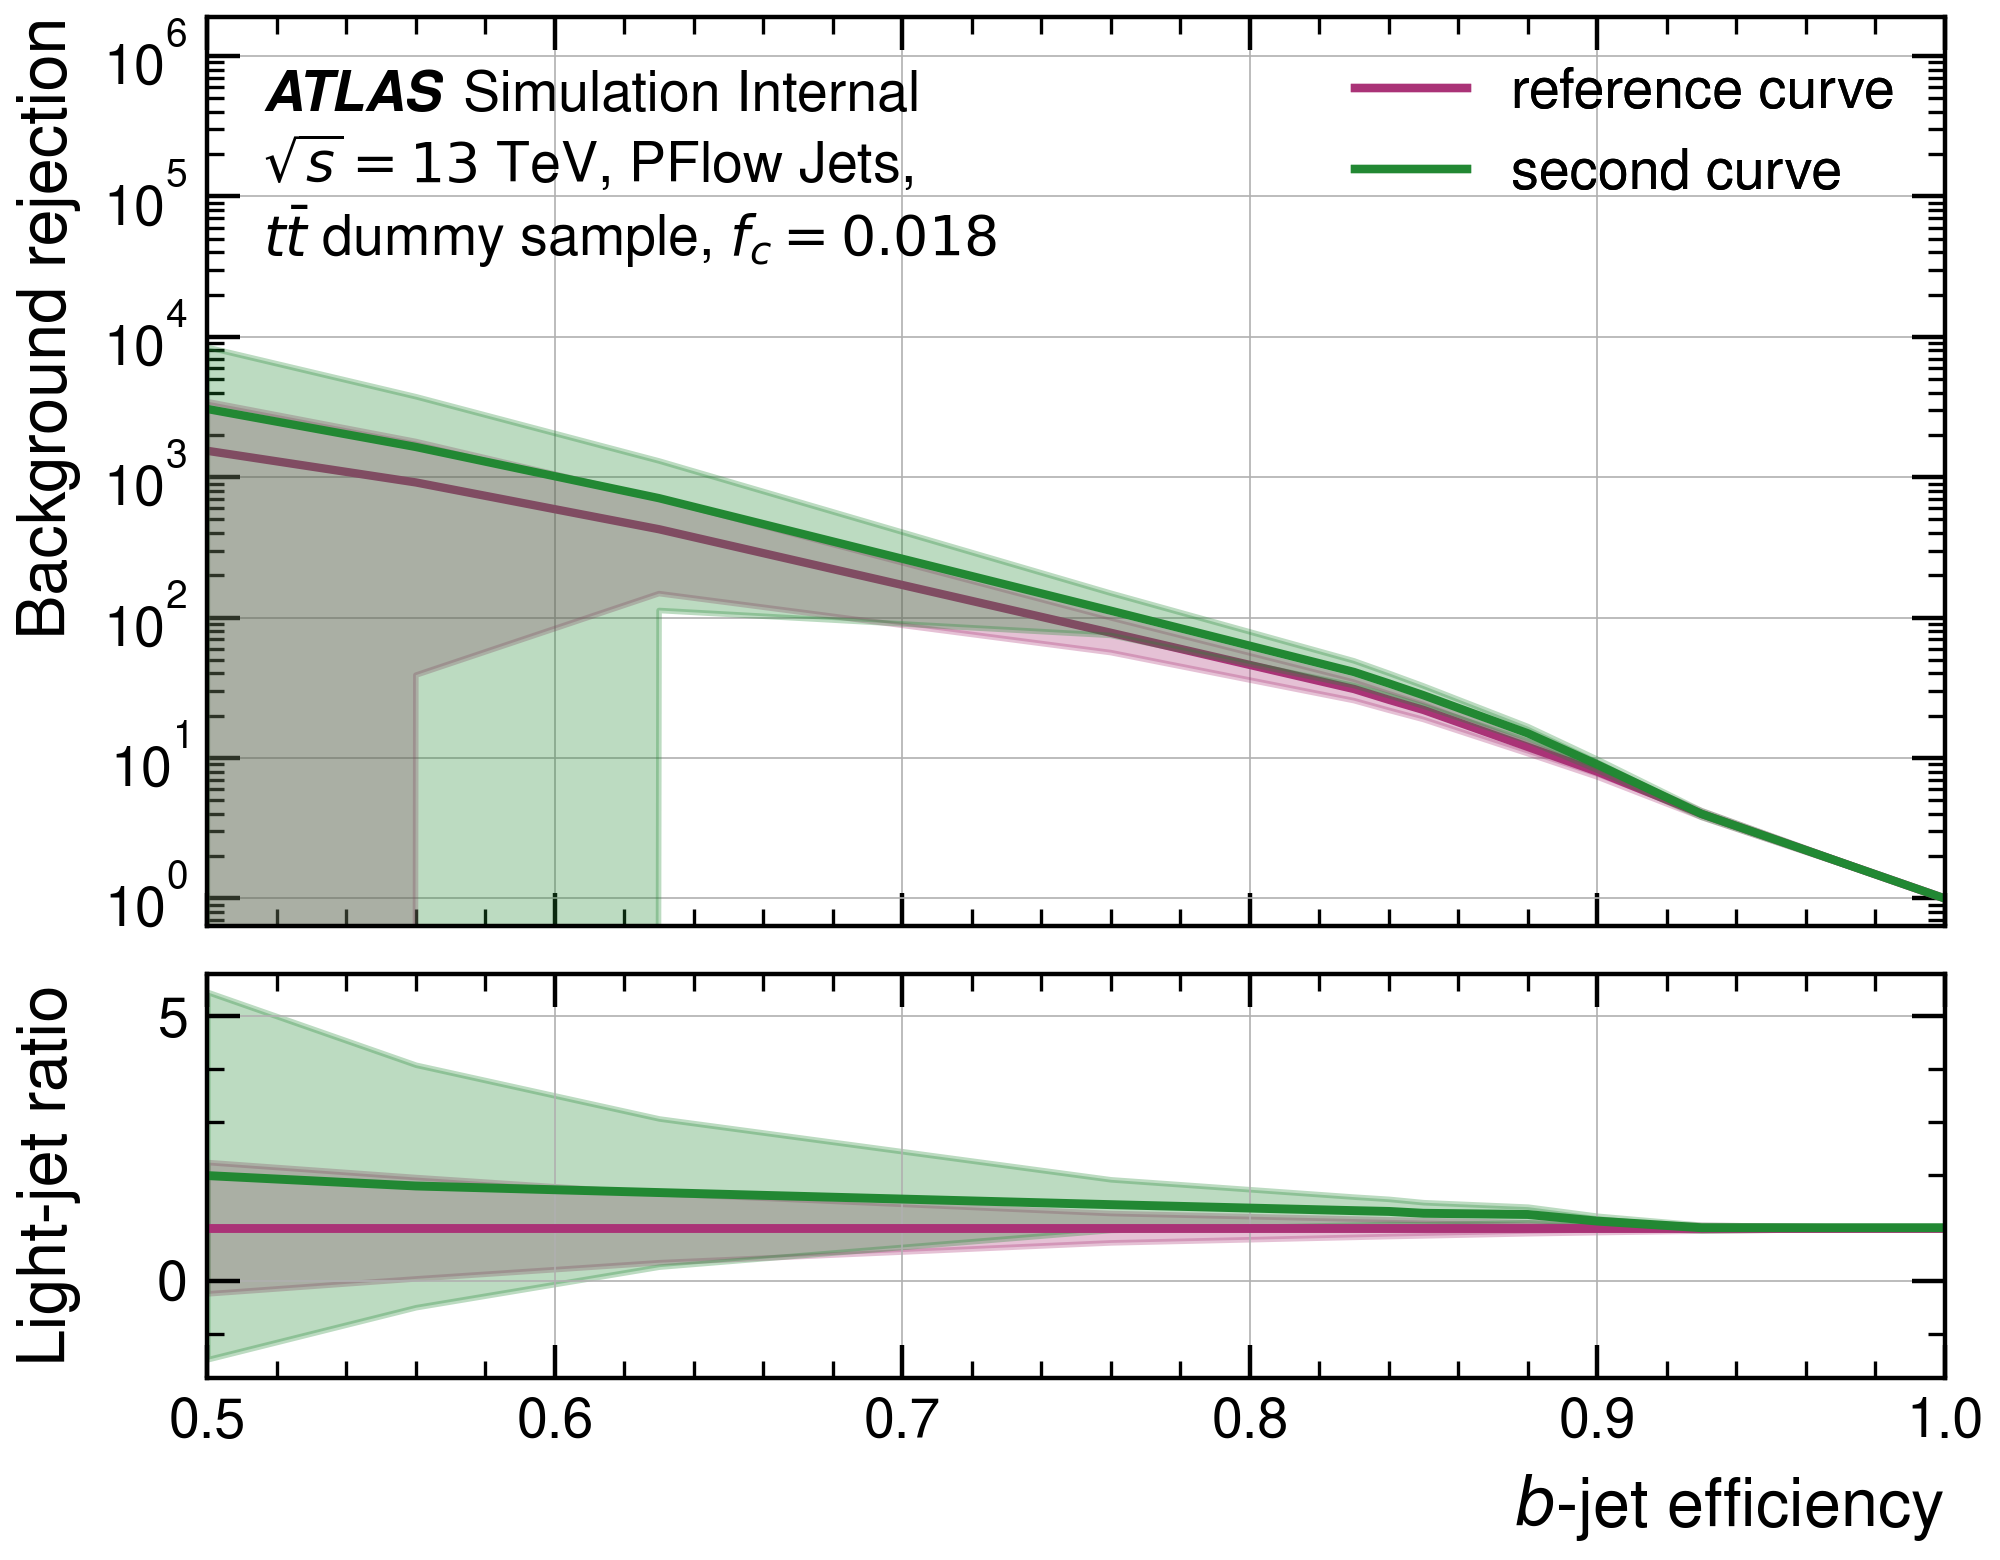 ATLAS Simulation Internal
√s = 13 TeV, PFlow Jets,
tt̄ dummy sample, f_c = 0.018
reference curve
second curve
Background rejection
10^6
10^5
10^4
10^3
10^2
10^1
10^0
Light-jet ratio
5
0
0.5 0.6 0.7 0.8 0.9 1.0
b-jet efficiency